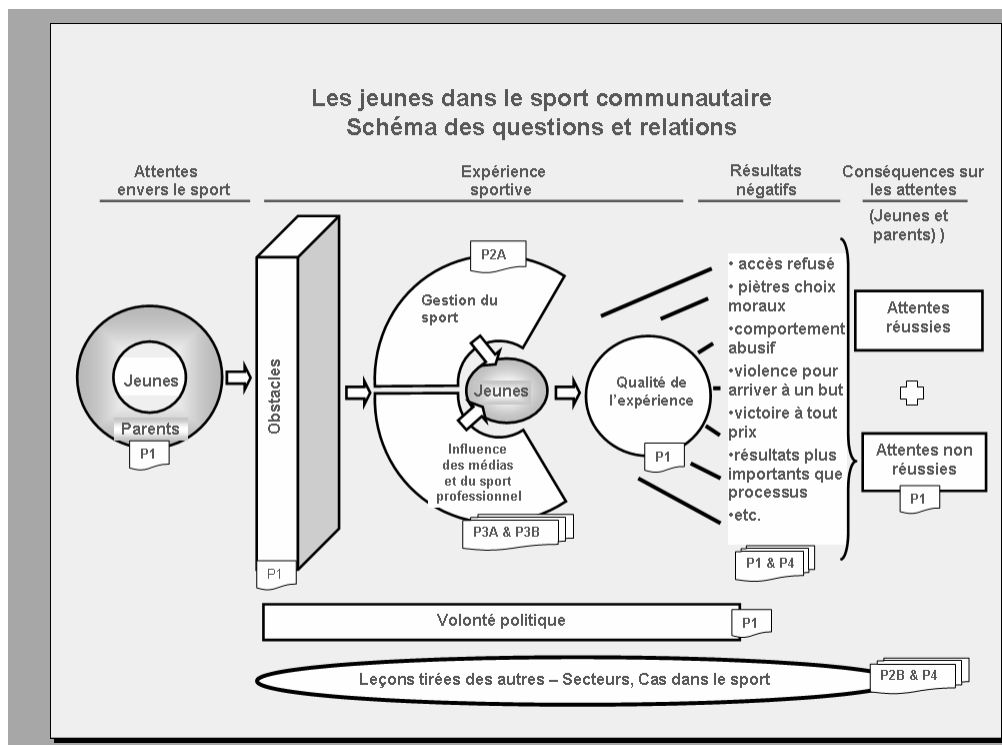 Les jeunes dans le sport communautaire
Schéma des questions et relations
Attentes
envers le sport
Expérience
sportive
Résultats
négatifs
Conséquences sur
les attentes
(Jeunes et
parents) )
Jeunes
Parents
P1
Obstacles
P1
P2A
Gestion du
sport
Jeunes
Influence
des médias
et du sport
professionnel
P3A & P3B
Qualité de
l'expérience
P1
• accès refusé
• piètres choix
moraux
•comportement
abusif
•violence pour
arriver à un but
•victoire à tout
prix
•résultats plus
importants que
processus
•etc.
P1 & P4
Attentes
réussies
Attentes non
réussies
P1
Volonté politique
P1
Leçons tirées des autres – Secteurs, Cas dans le sport
P2B & P4